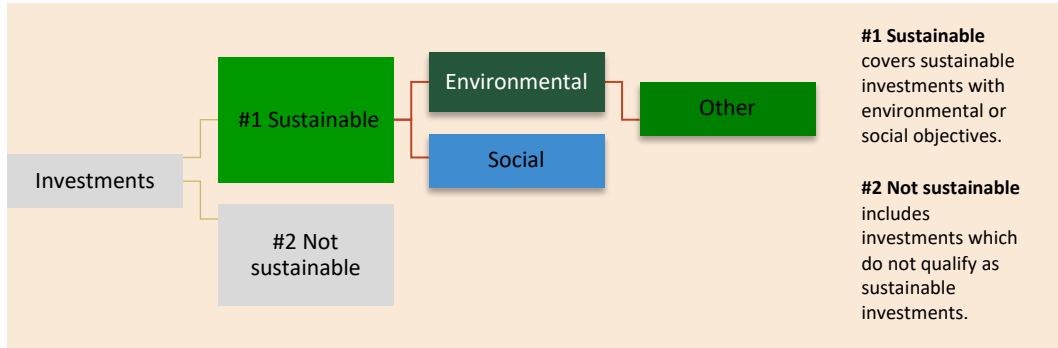 Investments
#1 Sustainable
#2 Not
sustainable
Environmental
Social
Other
#1 Sustainable
covers sustainable
investments with
environmental or
social objectives.
#2 Not sustainable
includes
investments which
do not qualify as
sustainable
investments.